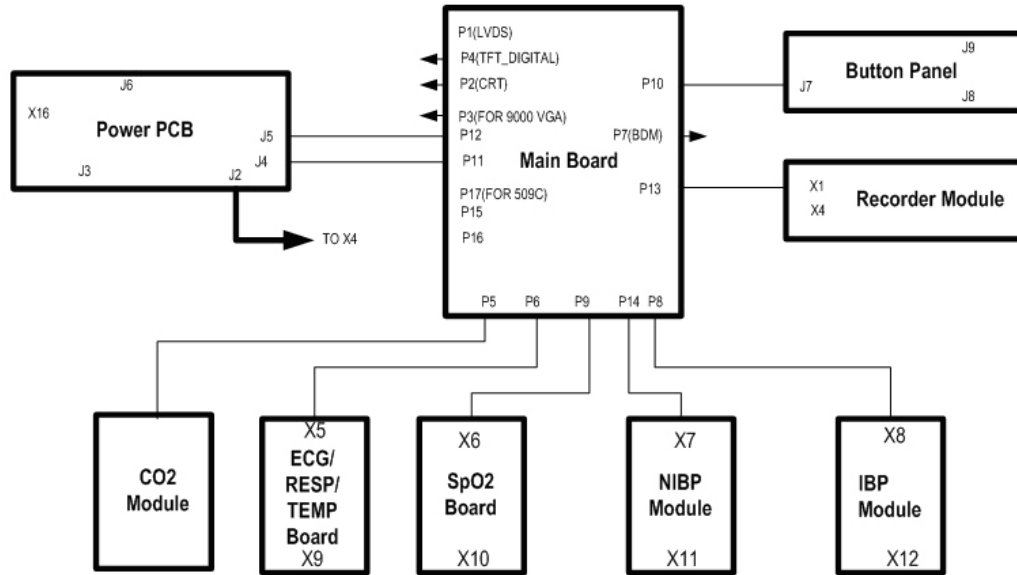 P1(LVDS)
P4(TFT_DIGITAL)
P2(CRT)
P3(FOR 9000 VGA)
P12
P11
P17(FOR 509C)
P15
P16
Main Board
P10
P7(BDM)
P13
P5 P6 P9 P14 P8
J6
X16
Power PCB
J5
J4
J3
J2
TO X4
J9
Button Panel
J7
J8
X1
Recorder Module
X4
CO2
Module
X5
ECG/
RESP/
TEMP
Board
X9
X6
SpO2
Board
X10
X7
NIBP
Module
X11
X8
IBP
Module
X12